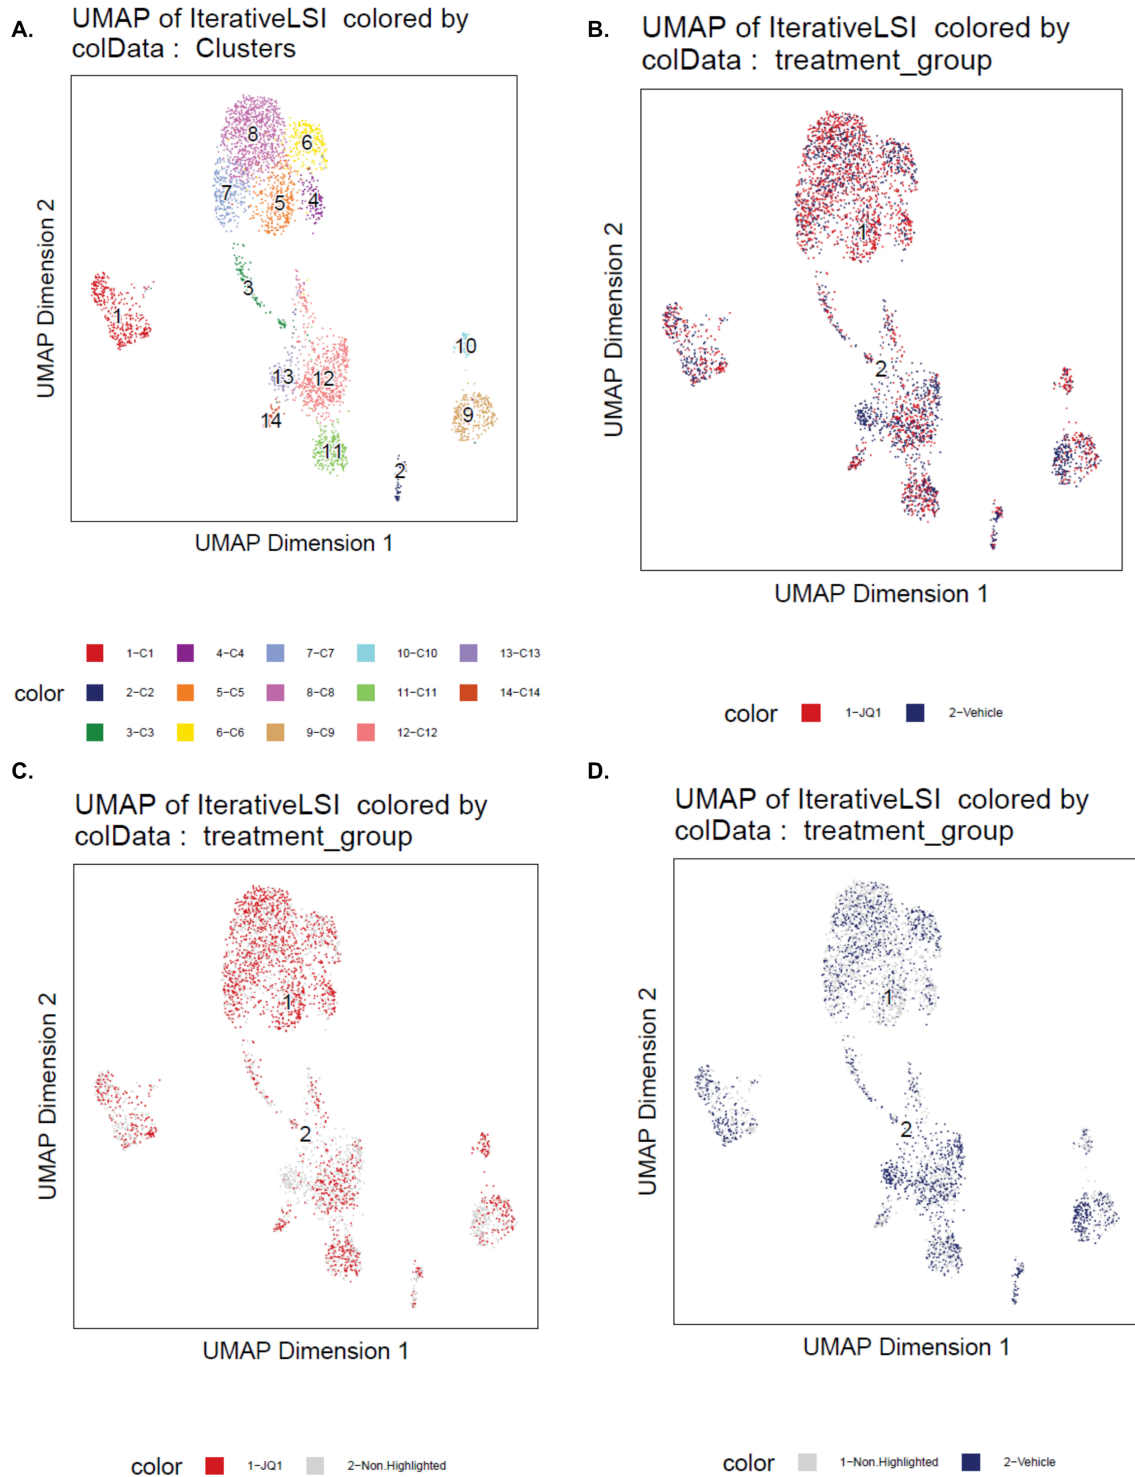 A.
UMAP of IterativeLSI colored by
colData : Clusters
8
6
7
5
4
3
1
10
13
12
14
9
11
2
UMAP Dimension 2
UMAP Dimension 1
color
1−C1
4−C4
7−C7
10−C10
13−C13
2−C2
5−C5
8−C8
11−C11
14−C14
3−C3
6−C6
9−C9
12−C12
B.
UMAP of IterativeLSI colored by
colData : treatment_group
1
2
UMAP Dimension 2
UMAP Dimension 1
color
1−JQ1
2−Vehicle
C.
UMAP of IterativeLSI colored by
colData : treatment_group
1
2
UMAP Dimension 2
UMAP Dimension 1
color
1−JQ1
2−Non.Highlighted
D.
UMAP of IterativeLSI colored by
colData : treatment_group
1
2
UMAP Dimension 2
UMAP Dimension 1
color
1−Non.Highlighted
2−Vehicle